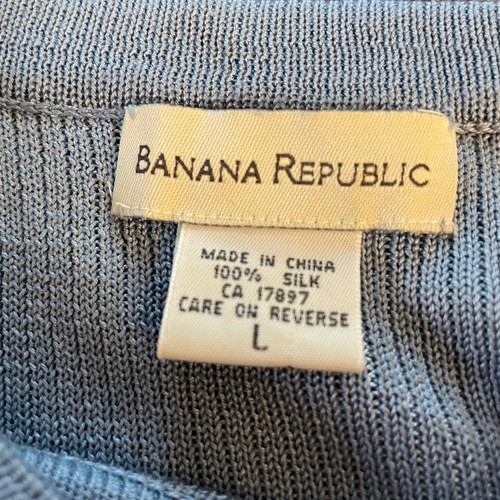 BANANA REPUBLIC
MADE IN CHINA
100% SILK
CA 17897
CARE ON REVERSE
L